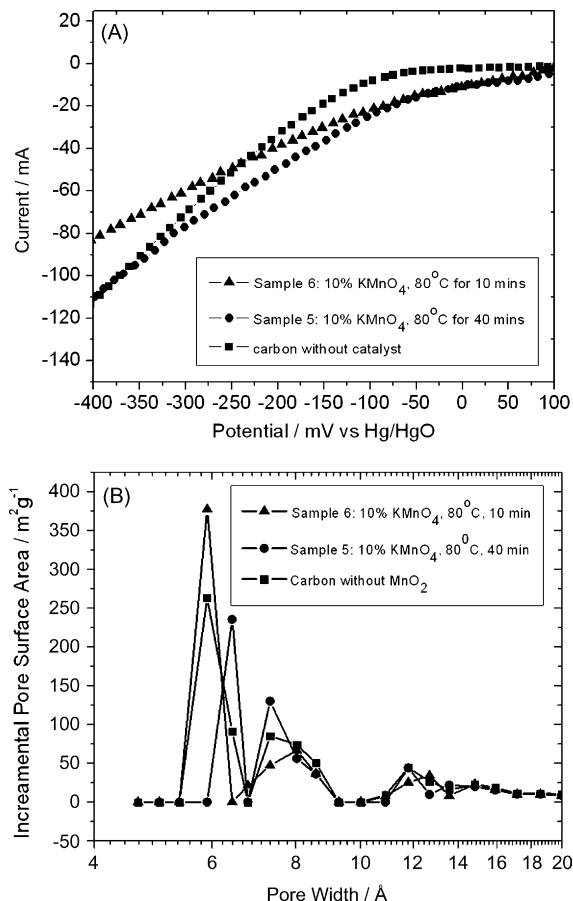 (A)
0
-20
-40
-60
-80
-100
-120
-140
Current / mA
Sample 6: 10% KMnO4, 80°C for 10 mins
Sample 5: 10% KMnO4, 80°C for 40 mins
carbon without catalyst
-400 -350 -300 -250 -200 -150 -100 -50 0 50 100
Potential / mV vs Hg/HgO
(B)
400
350
300
250
200
150
100
50
0
-50
Increamental Pore Surface Area / m²g⁻¹
Sample 6: 10% KMnO4, 80°C, 10 min
Sample 5: 10% KMnO4, 80°C, 40 min
Carbon without MnO2
4 6 8 10 12 14 16 18 20
Pore Width / Å